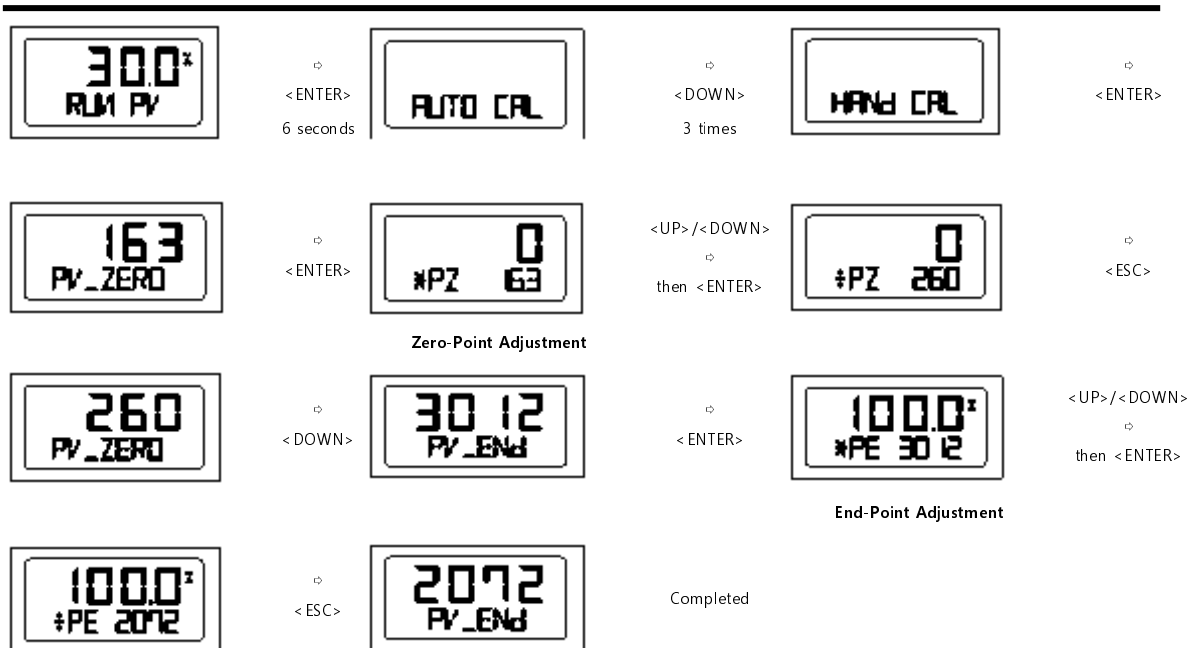 30.0%
RUN PV
⇨
<ENTER>
6 seconds
AUTO CAL
⇨
<DOWN>
3 times
HANd CAL
⇨
<ENTER>
163
PV_ZERO
⇨
<ENTER>
0
*PZ 163
<UP>/<DOWN>
⇨
then <ENTER>
0
‡PZ 260
⇨
<ESC>
Zero-Point Adjustment
260
PV_ZERO
⇨
<DOWN>
3012
PV_ENd
⇨
<ENTER>
100.0%
*PE 3012
<UP>/<DOWN>
⇨
then <ENTER>
End-Point Adjustment
100.0%
‡PE 2072
⇨
<ESC>
2072
PV_ENd
Completed